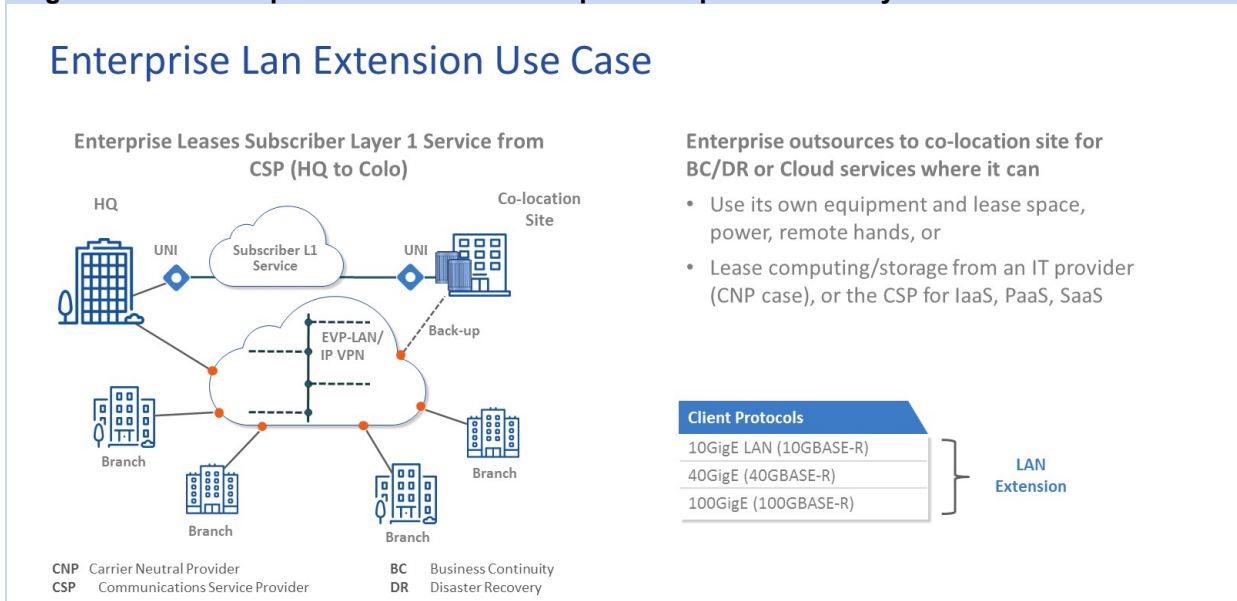 Enterprise Lan Extension Use Case
Enterprise Leases Subscriber Layer 1 Service from
CSP (HQ to Colo)
HQ
Co-location
Site
UNI
Subscriber L1
Service
UNI
EVP-LAN/
IP VPN
Back-up
Branch
Branch
Branch
Branch
CNP Carrier Neutral Provider
CSP Communications Service Provider
BC Business Continuity
DR Disaster Recovery
Enterprise outsources to co-location site for
BC/DR or Cloud services where it can
• Use its own equipment and lease space,
power, remote hands, or
• Lease computing/storage from an IT provider
(CNP case), or the CSP for IaaS, PaaS, SaaS
Client Protocols
10GigE LAN (10GBASE-R)
40GigE (40GBASE-R)
100GigE (100GBASE-R)
LAN
Extension